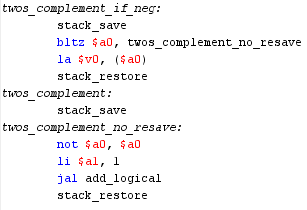 twos_complement_if_neg:
stack_save
bltz $a0, twos_complement_no_resave
la $v0, ($a0)
stack_restore
twos_complement:
stack_save
twos_complement_no_resave:
not $a0, $a0
li $a1, 1
jal add_logical
stack_restore